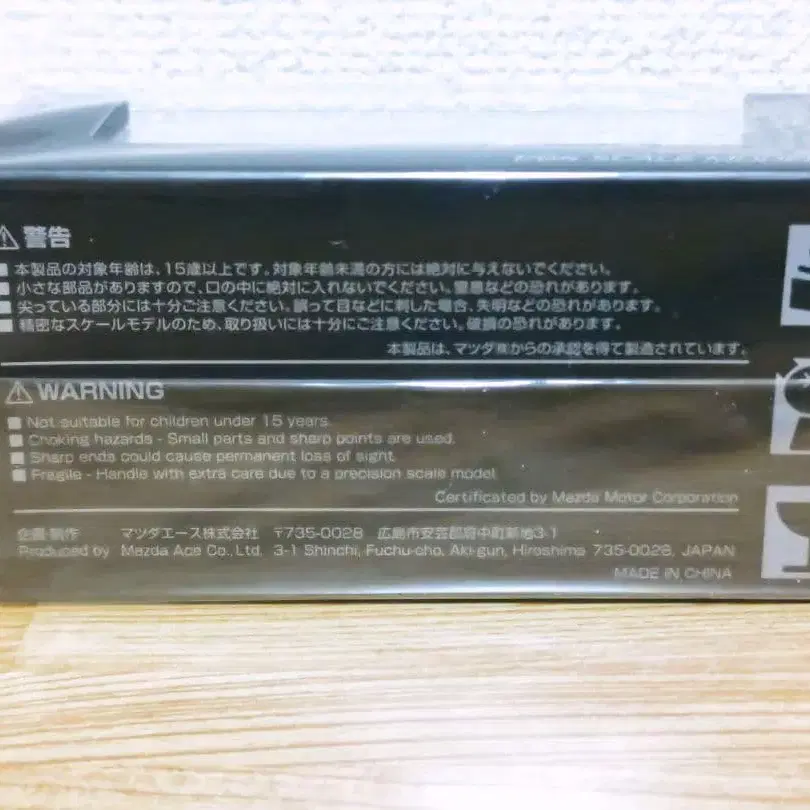 ⚠警告
■本製品の対象年齢は、15歳以上です。対象年齢未満の方には絶対に与えないでください。
■小さな部品がありますので、口の中に絶対に入れないでください。窒息などの恐れがあります。
■尖っている部分には十分ご注意ください。誤って目などに刺した場合、失明などの恐れがあります。
■精密なスケールモデルのため、取り扱いには十分にご注意ください。破損の恐れがあります。
本製品は、マツダ㈱からの承認を得て製造されています。
⚠WARNING
■Not suitable for children under 15 years.
■Choking hazards - Small parts and sharp points are used.
■Sharp ends could cause permanent loss of sight.
■Fragile - Handle with extra care due to a precision scale model
Certificated by Mazda Motor Corporation
企画・制作 マツダエース株式会社 〒735-0028 広島市安芸郡府中町新地3-1
Produced by Mazda Ace Co., Ltd. 3-1 Shinchi, Fuchu-cho, Aki-gun, Hiroshima 735-0028, JAPAN
MADE IN CHINA